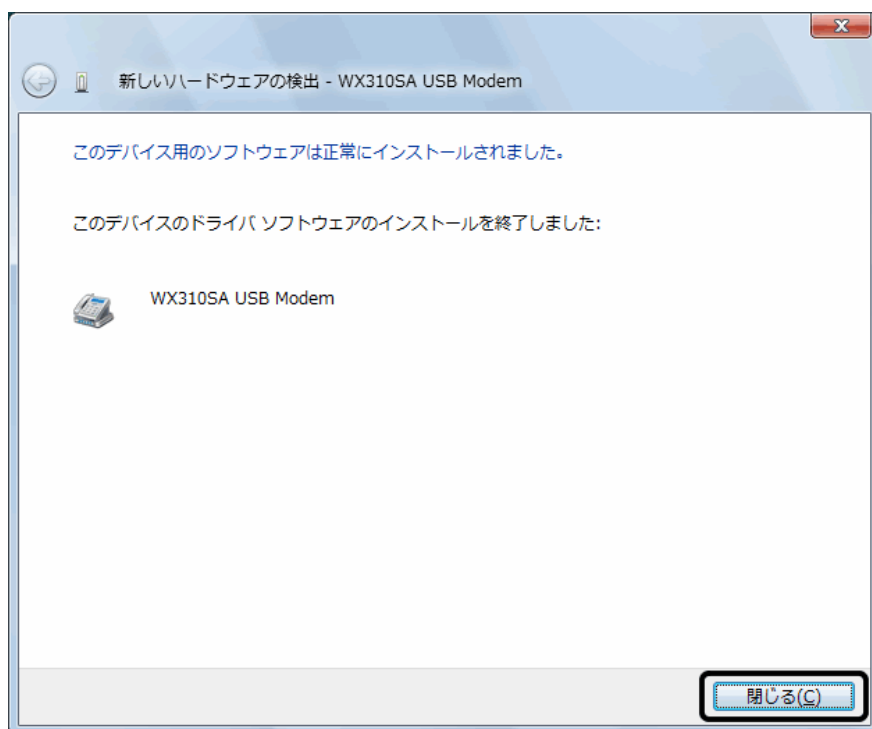 新しいハードウェアの検出 - WX310SA USB Modem
このデバイス用のソフトウェアは正常にインストールされました。
このデバイスのドライバ ソフトウェアのインストールを終了しました:
WX310SA USB Modem
閉じる(C)